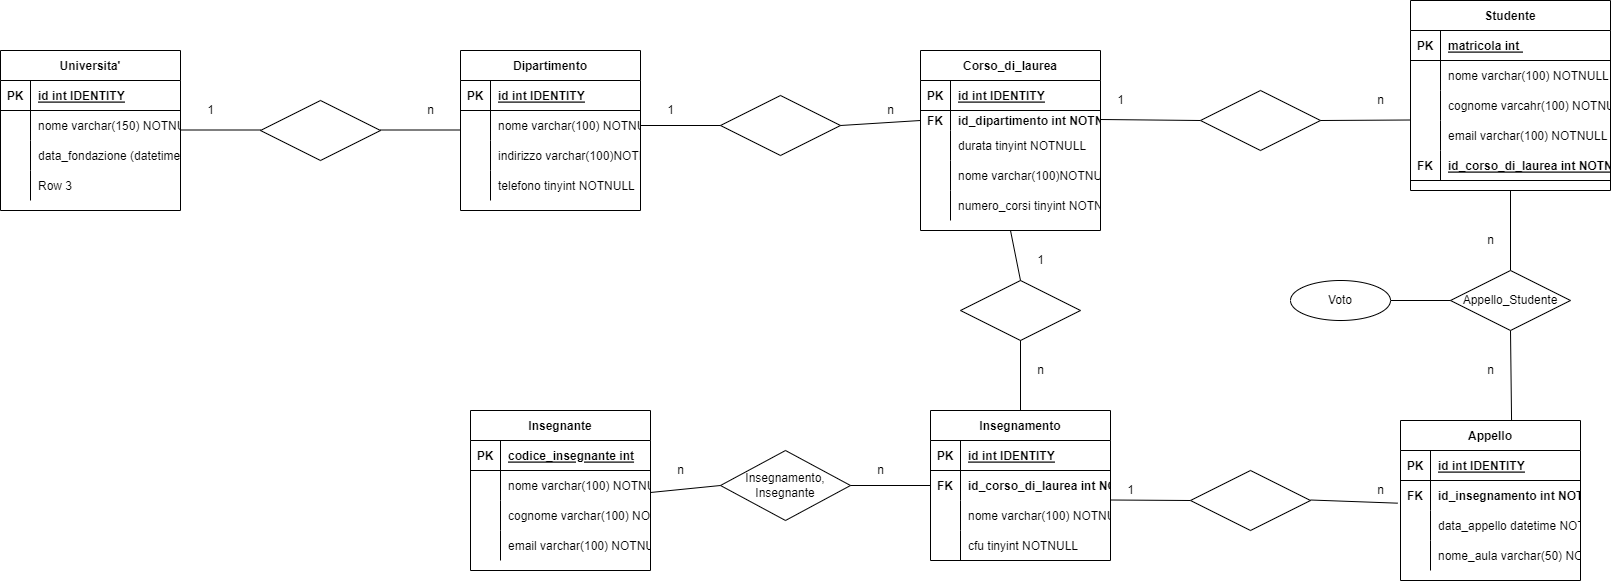 Universita'
PK id int IDENTITY
nome varchar(150) NOTNU
data_fondazione (datetime
Row 3
1
n
Dipartimento
PK id int IDENTITY
nome varchar(100) NOTNU
indirizzo varchar(100)NOT
telefono tinyint NOTNULL
1
n
Corso_di_laurea
PK id int IDENTITY
FK id_dipartimento int NOTN
durata tinyint NOTNULL
nome varchar(100)NOTNU
numero_corsi tinyint NOTN
1
n
Studente
PK matricola int
nome varchar(100) NOTNULL
cognome varcahr(100) NOTNU
email varchar(100) NOTNULL
FK id_corso_di_laurea int NOTN
1
n
n
Voto
Appello_Studente
n
Insegnante
PK codice_insegnante int
nome varchar(100) NOTNU
cognome varchar(100) NO
email varchar(100) NOTNU
n
Insegnamento,
Insegnante
n
Insegnamento
PK id int IDENTITY
FK id_corso_di_laurea int NO
nome varchar(100) NOTNU
cfu tinyint NOTNULL
1
n
Appello
PK id int IDENTITY
FK id_insegnamento int NOT
data_appello datetime NOT
nome_aula varchar(50) NO